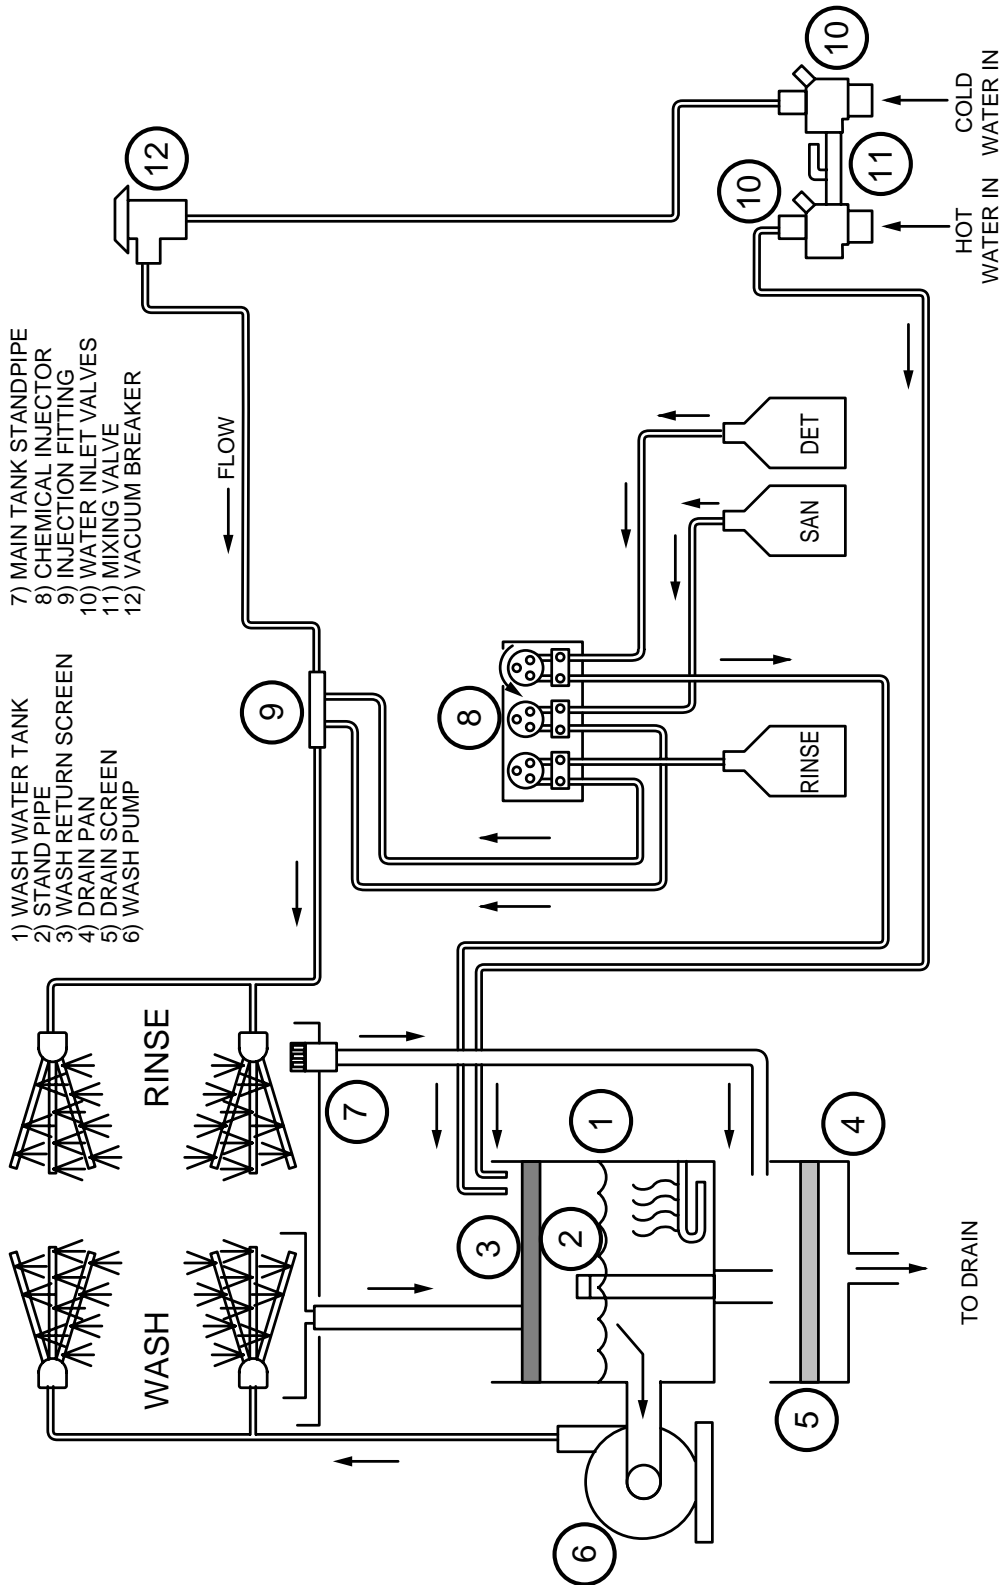 1) WASH WATER TANK
2) STAND PIPE
3) WASH RETURN SCREEN
4) DRAIN PAN
5) DRAIN SCREEN
6) WASH PUMP
7) MAIN TANK STANDPIPE
8) CHEMICAL INJECTOR
9) INJECTION FITTING
10) WATER INLET VALVES
11) MIXING VALVE
12) VACUUM BREAKER
WASH
RINSE
FLOW
12
9
8
7
3
2
1
6
5
4
10
10
11
RINSE
SAN
DET
HOT
WATER IN
COLD
WATER IN
TO DRAIN